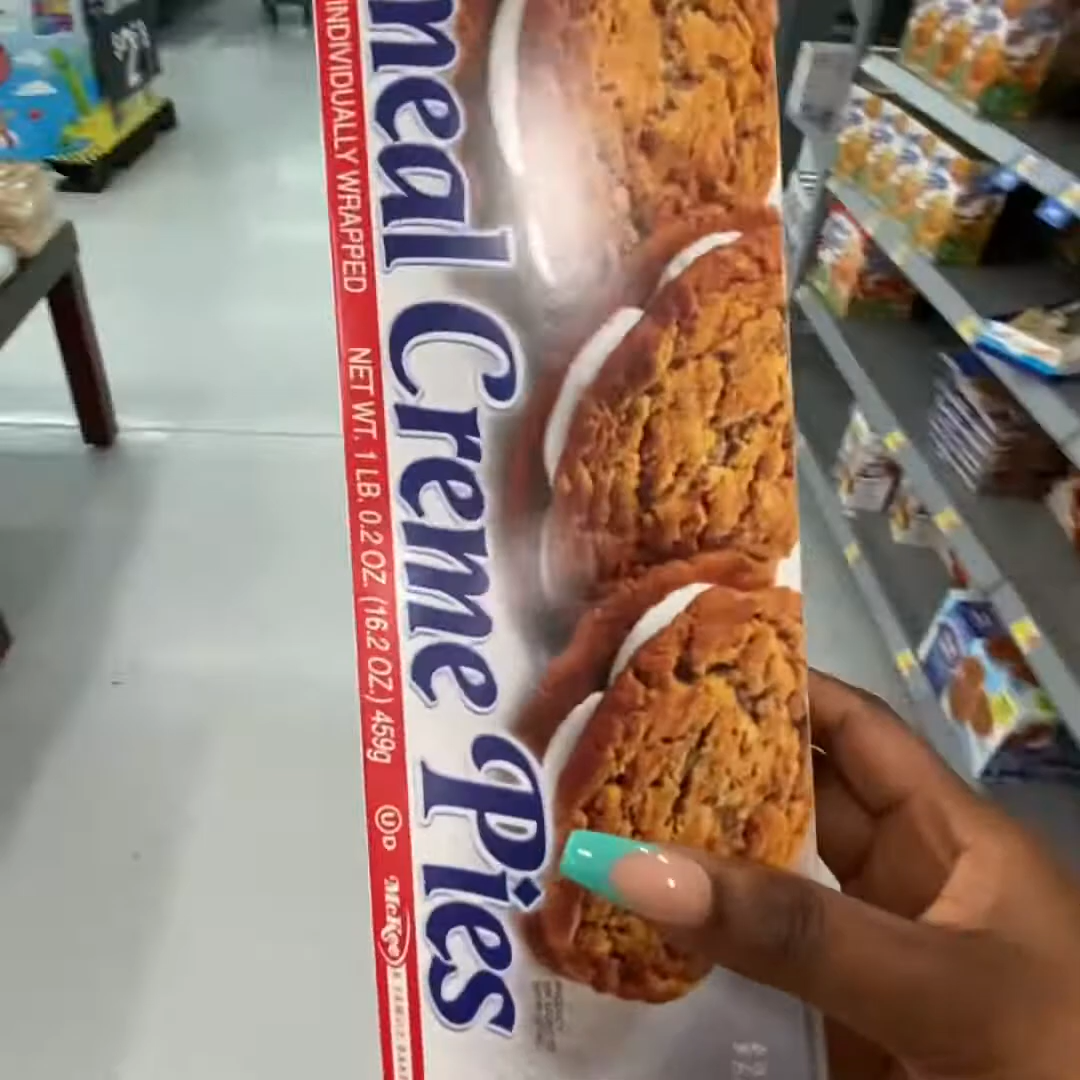 meal Creme Pies
INDIVIDUALLY WRAPPED NET WT. 1 LB. 0.2 OZ. (16.2 OZ.) 459g U D McKee